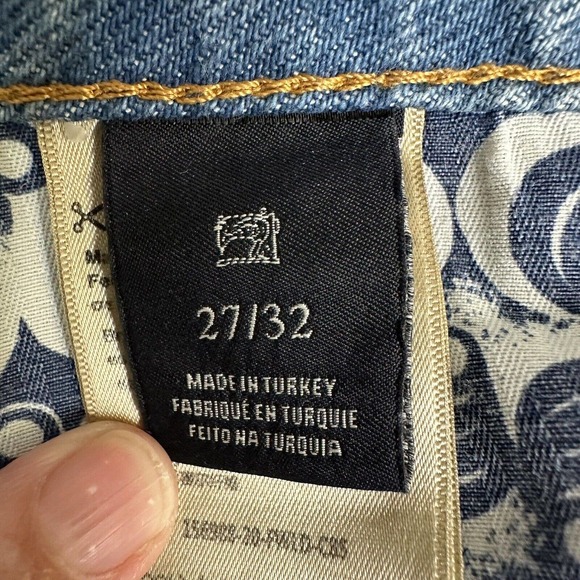 27/32
MADE IN TURKEY
FABRIQUÉ EN TURQUIE
FEITO NA TURQUIA